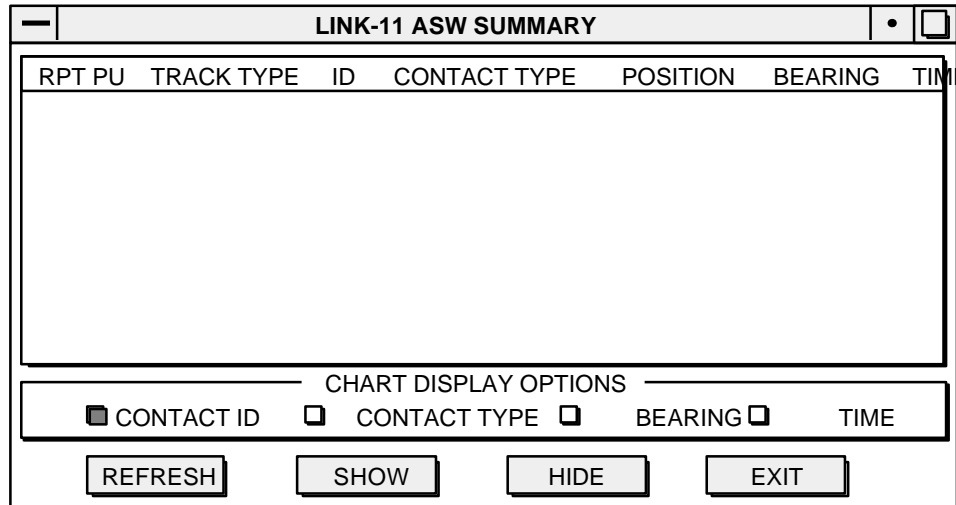 LINK-11 ASW SUMMARY
RPT PU TRACK TYPE ID CONTACT TYPE POSITION BEARING TIME
CHART DISPLAY OPTIONS
CONTACT ID CONTACT TYPE BEARING TIME
REFRESH SHOW HIDE EXIT